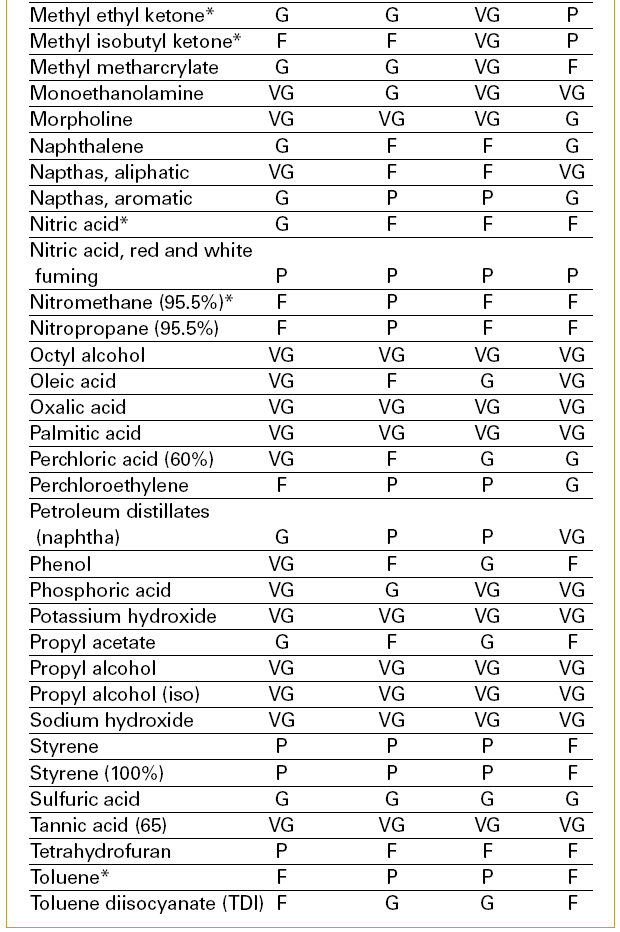 Methyl ethyl ketone* G G VG P
Methyl isobutyl ketone* F F VG P
Methyl metharcrylate G G VG F
Monoethanolamine VG G VG VG
Morpholine VG VG VG G
Naphthalene G F F G
Napthas, aliphatic VG F F VG
Napthas, aromatic G P P G
Nitric acid* G F F F
Nitric acid, red and white
fuming P P P P
Nitromethane (95.5%)* F P F F
Nitropropane (95.5%) F P F F
Octyl alcohol VG VG VG VG
Oleic acid VG F G VG
Oxalic acid VG VG VG VG
Palmitic acid VG VG VG VG
Perchloric acid (60%) VG F G G
Perchloroethylene F P P G
Petroleum distillates
(naphtha) G P P VG
Phenol VG F G F
Phosphoric acid VG G VG VG
Potassium hydroxide VG VG VG VG
Propyl acetate G F G F
Propyl alcohol VG VG VG VG
Propyl alcohol (iso) VG VG VG VG
Sodium hydroxide VG VG VG VG
Styrene P P P F
Styrene (100%) P P P F
Sulfuric acid G G G G
Tannic acid (65) VG VG VG VG
Tetrahydrofuran P F F F
Toluene* F P P F
Toluene diisocyanate (TDI) F G G F